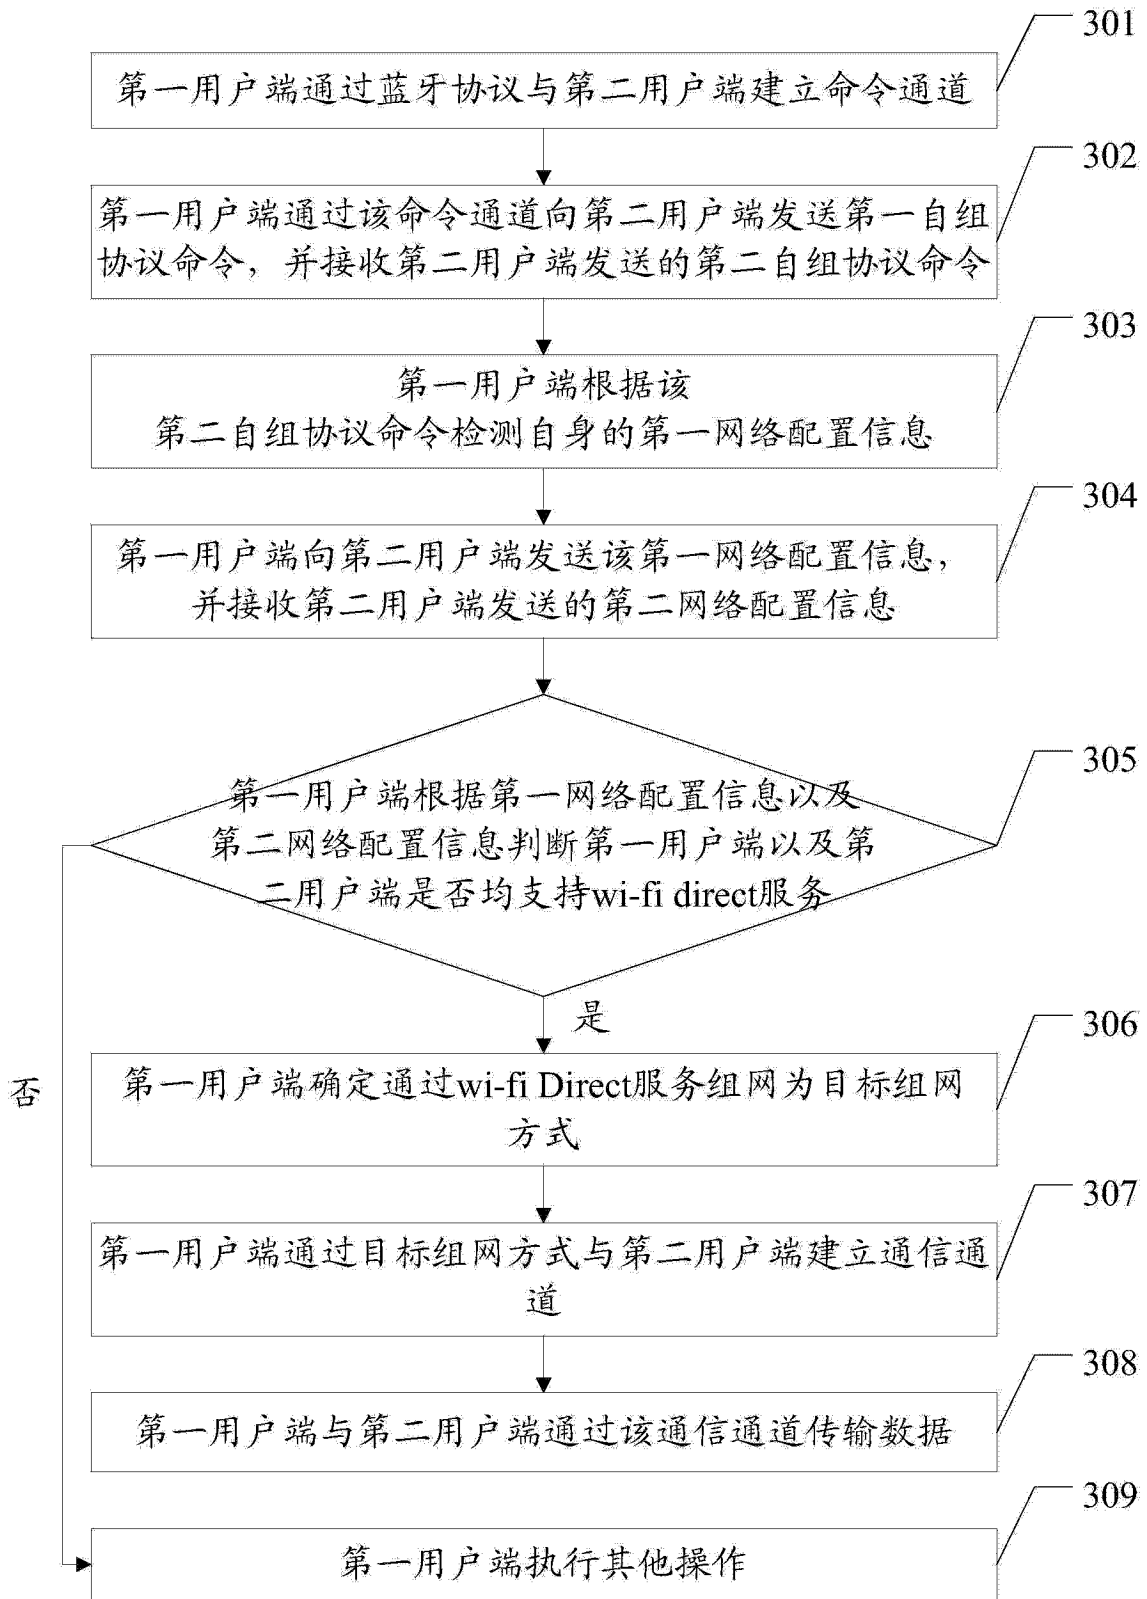 301
第一用户端通过蓝牙协议与第二用户端建立命令通道
302
第一用户端通过该命令通道向第二用户端发送第一自组
协议命令，并接收第二用户端发送的第二自组协议命令
303
第一用户端根据该
第二自组协议命令检测自身的第一网络配置信息
304
第一用户端向第二用户端发送该第一网络配置信息，
并接收第二用户端发送的第二网络配置信息
305
第一用户端根据第一网络配置信息以及
第二网络配置信息判断第一用户端以及第
二用户端是否均支持wi-fi direct服务
是
306
否
第一用户端确定通过wi-fi Direct服务组网为目标组网
方式
307
第一用户端通过目标组网方式与第二用户端建立通信通
道
308
第一用户端与第二用户端通过该通信通道传输数据
309
第一用户端执行其他操作